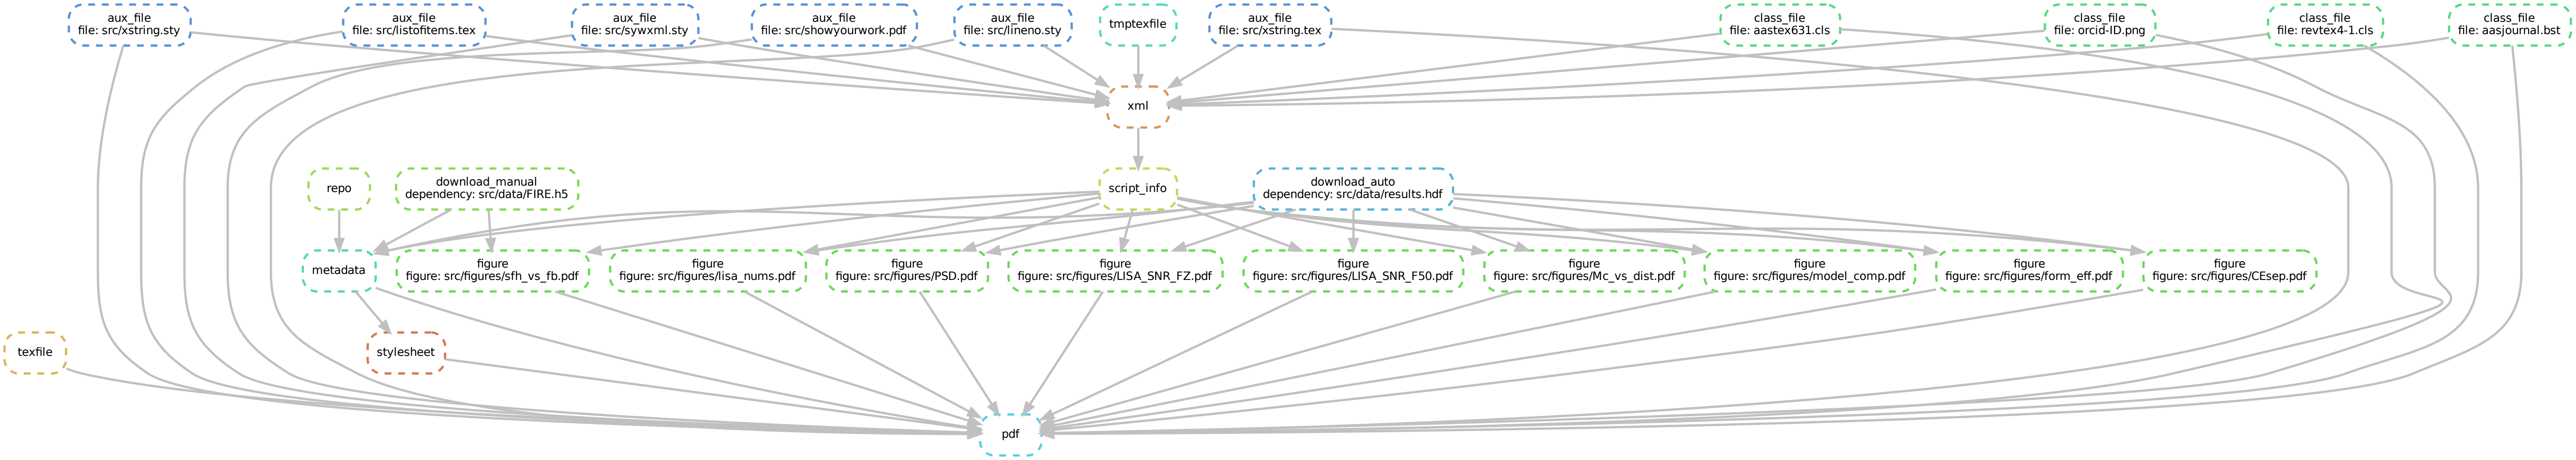 aux_file
file: src/xstring.sty
aux_file
file: src/listofitems.tex
aux_file
file: src/sywxml.sty
aux_file
file: src/showyourwork.pdf
aux_file
file: src/lineno.sty
tmptexfile
aux_file
file: src/xstring.tex
class_file
file: aastex631.cls
class_file
file: orcid-ID.png
class_file
file: revtex4-1.cls
class_file
file: aasjournal.bst
xml
repo
download_manual
dependency: src/data/FIRE.h5
script_info
download_auto
dependency: src/data/results.hdf
metadata
figure
figure: src/figures/sfh_vs_fb.pdf
figure
figure: src/figures/lisa_nums.pdf
figure
figure: src/figures/PSD.pdf
figure
figure: src/figures/LISA_SNR_FZ.pdf
figure
figure: src/figures/LISA_SNR_F50.pdf
figure
figure: src/figures/Mc_vs_dist.pdf
figure
figure: src/figures/model_comp.pdf
figure
figure: src/figures/form_eff.pdf
figure
figure: src/figures/CEsep.pdf
texfile
stylesheet
pdf